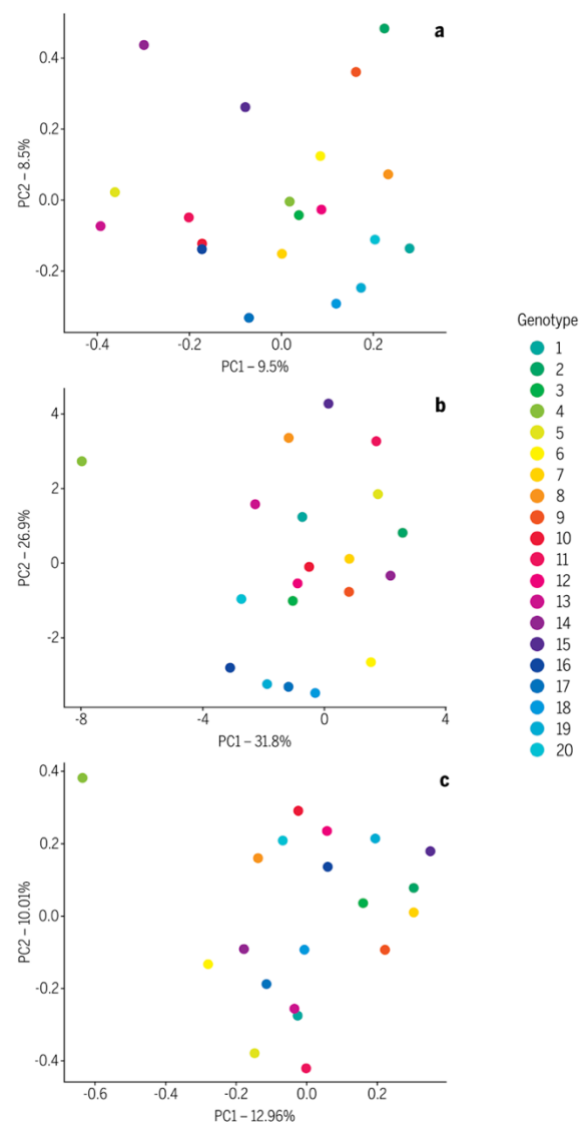 a
0.4
0.2
0.0
-0.2
PC2 – 8.5%
-0.4 -0.2 0.0 0.2
PC1 – 9.5%
Genotype
1
2
3
4
5
6
7
8
9
10
11
12
13
14
15
16
17
18
19
20
b
4
2
0
-2
PC2 – 26.9%
-8 -4 0 4
PC1 – 31.8%
c
0.4
0.2
0.0
-0.2
-0.4
PC2 – 10.01%
-0.6 -0.4 -0.2 0.0 0.2
PC1 – 12.96%